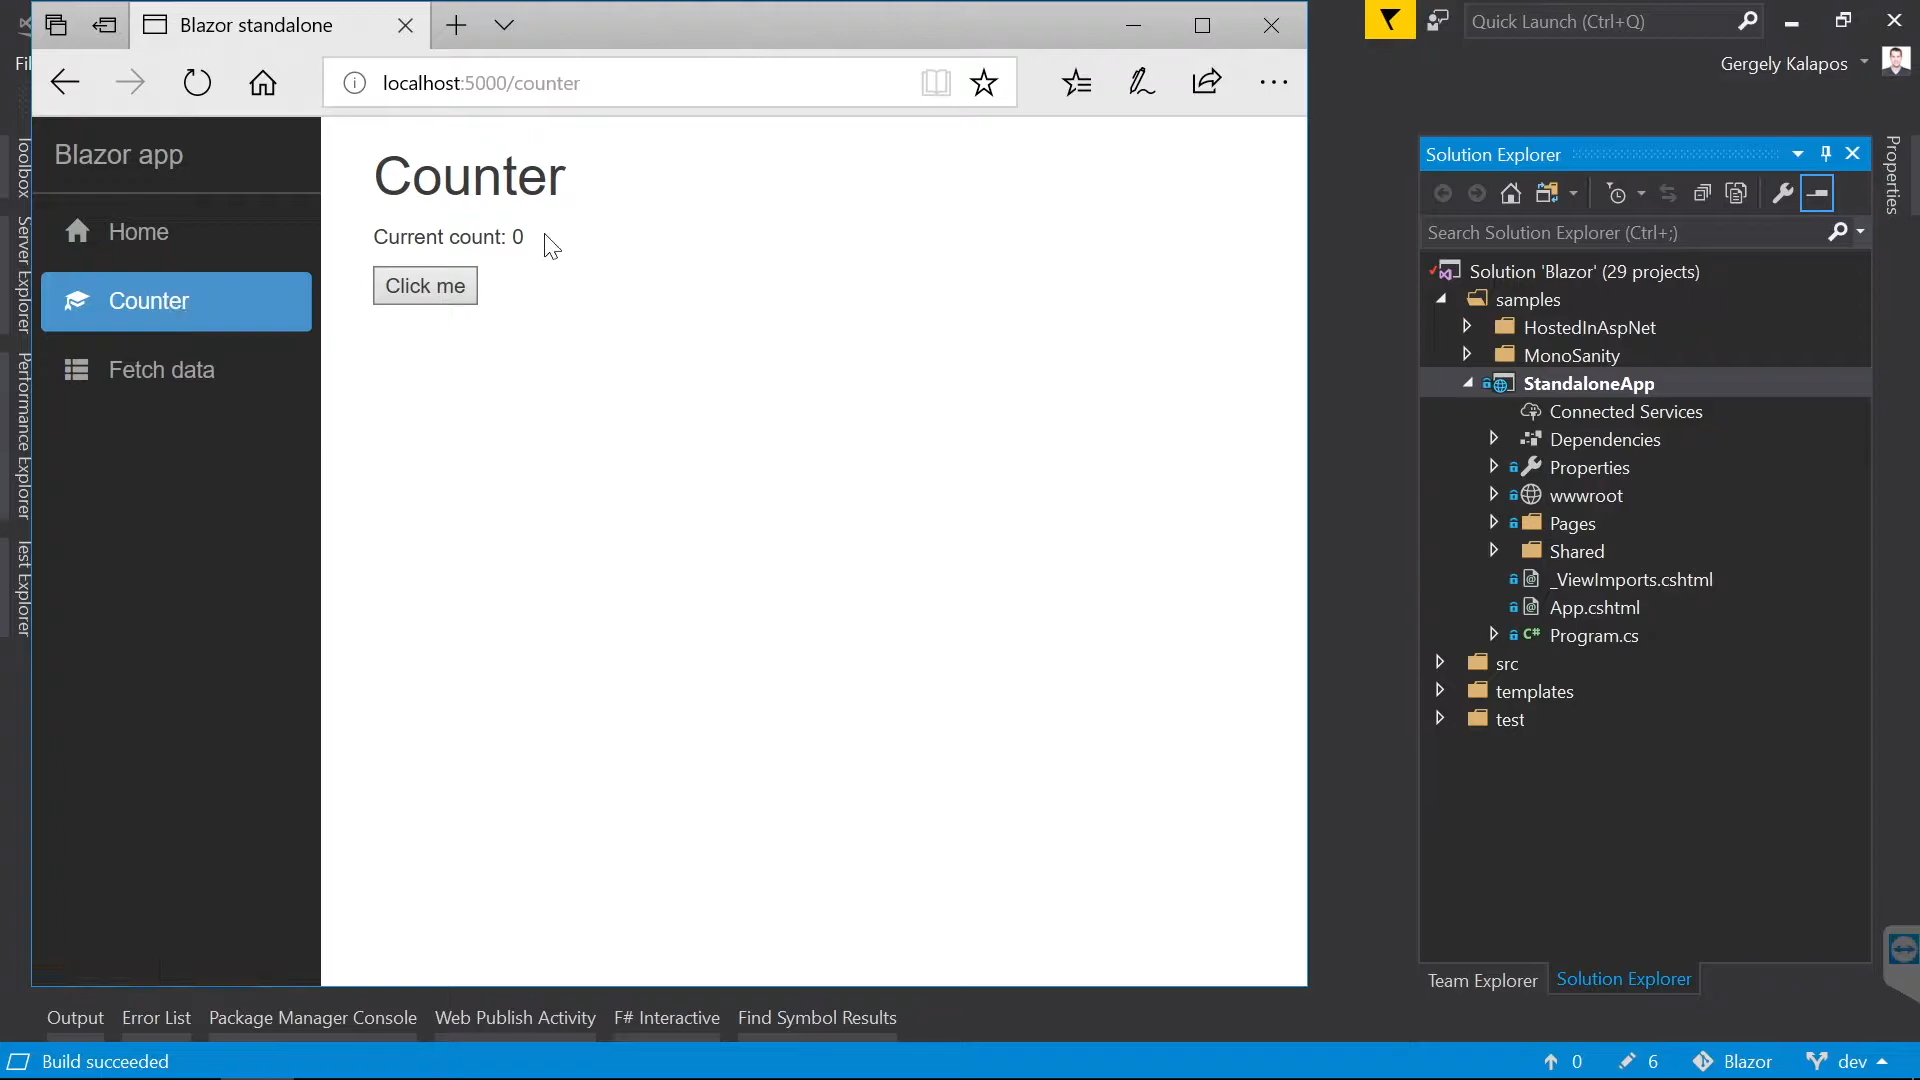 Blazor standalone
localhost:5000/counter
Blazor app
Home
Counter
Fetch data
Counter
Current count: 0
Click me
Fil
Toolbox
Server Explorer
Performance Explorer
Test Explorer
Quick Launch (Ctrl+Q)
Gergely Kalapos
Properties
Solution Explorer
Search Solution Explorer (Ctrl+;)
Solution 'Blazor' (29 projects)
samples
HostedInAspNet
MonoSanity
StandaloneApp
Connected Services
Dependencies
Properties
wwwroot
Pages
Shared
_ViewImports.cshtml
App.cshtml
C# Program.cs
src
templates
test
Team Explorer
Solution Explorer
Output
Error List
Package Manager Console
Web Publish Activity
F# Interactive
Find Symbol Results
Build succeeded
0
6
Blazor
dev